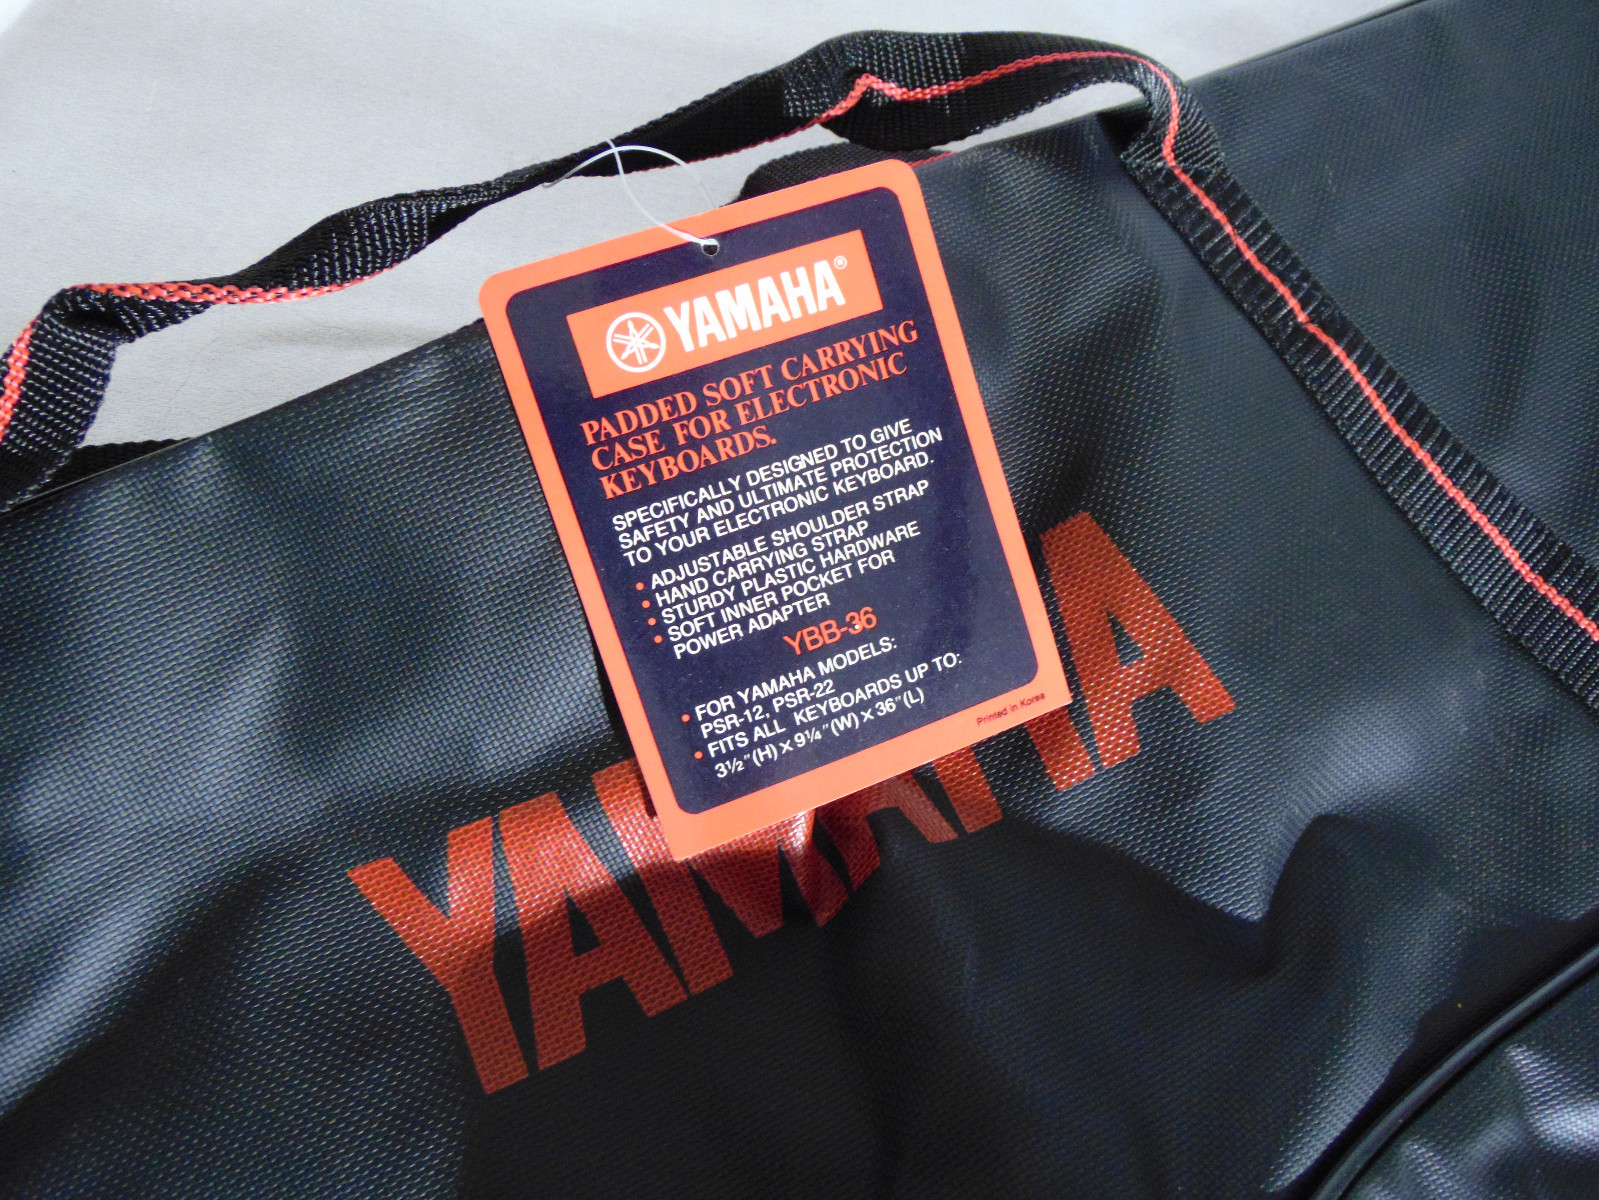 YAMAHA®
PADDED SOFT CARRYING
CASE FOR ELECTRONIC
KEYBOARDS.
SPECIFICALLY DESIGNED TO GIVE
SAFETY AND ULTIMATE PROTECTION
TO YOUR ELECTRONIC KEYBOARD.
• ADJUSTABLE SHOULDER STRAP
• HAND CARRYING STRAP
• STURDY PLASTIC HARDWARE
• SOFT INNER POCKET FOR
POWER ADAPTER
YBB-36
• FOR YAMAHA MODELS:
PSR-12, PSR-22
• FITS ALL KEYBOARDS UP TO:
3½"(H) x 9¼"(W) x 36"(L)
Printed in Korea
YAMAHA